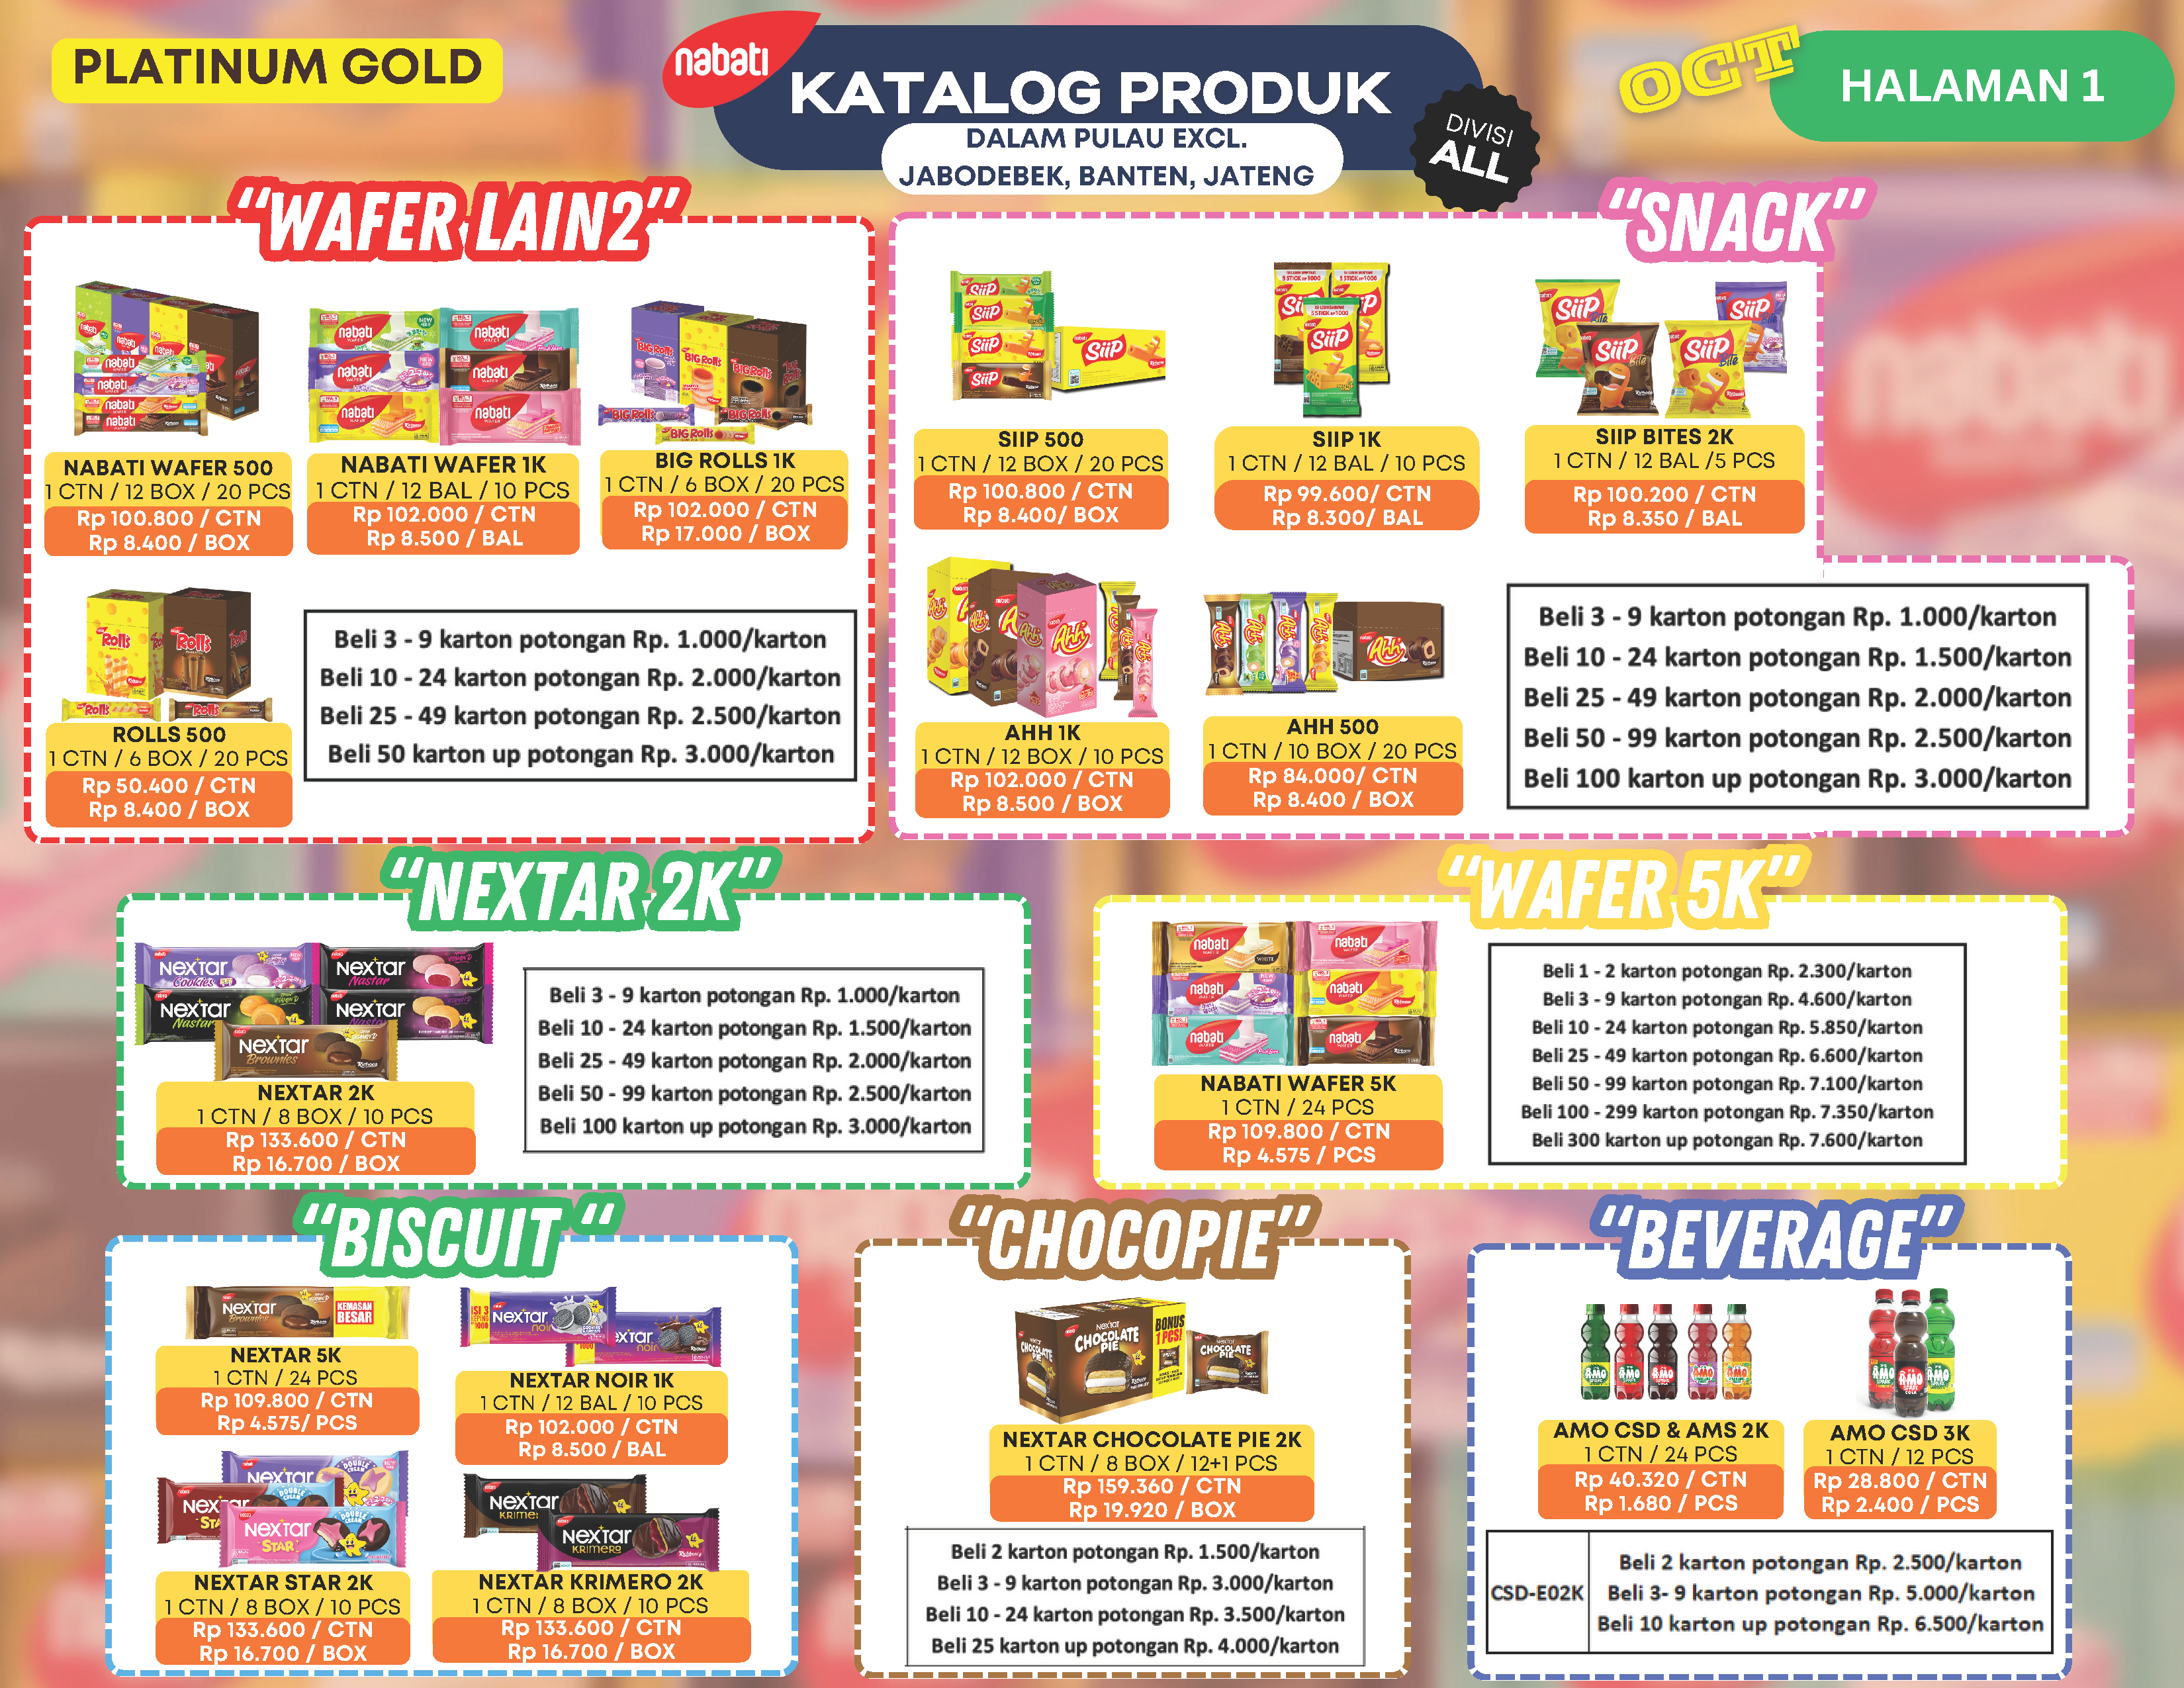 PLATINUM GOLD
nabati
KATALOG PRODUK
DALAM PULAU EXCL.
JABODEBEK, BANTEN, JATENG
DIVISI
ALL
OCT
HALAMAN 1
"WAFER LAIN2"
NABATI WAFER 500
1 CTN / 12 BOX / 20 PCS
Rp 100.800 / CTN
Rp 8.400 / BOX
NABATI WAFER 1K
1 CTN / 12 BAL / 10 PCS
Rp 102.000 / CTN
Rp 8.500 / BAL
BIG ROLLS 1K
1 CTN / 6 BOX / 20 PCS
Rp 102.000 / CTN
Rp 17.000 / BOX
ROLLS 500
1 CTN / 6 BOX / 20 PCS
Rp 50.400 / CTN
Rp 8.400 / BOX
Beli 3 - 9 karton potongan Rp. 1.000/karton
Beli 10 - 24 karton potongan Rp. 2.000/karton
Beli 25 - 49 karton potongan Rp. 2.500/karton
Beli 50 karton up potongan Rp. 3.000/karton
"SNACK"
SIIP 500
1 CTN / 12 BOX / 20 PCS
Rp 100.800 / CTN
Rp 8.400/ BOX
SIIP 1K
1 CTN / 12 BAL / 10 PCS
Rp 99.600/ CTN
Rp 8.300/ BAL
SIIP BITES 2K
1 CTN / 12 BAL /5 PCS
Rp 100.200 / CTN
Rp 8.350 / BAL
AHH 1K
1 CTN / 12 BOX / 10 PCS
Rp 102.000 / CTN
Rp 8.500 / BOX
AHH 500
1 CTN / 10 BOX / 20 PCS
Rp 84.000/ CTN
Rp 8.400 / BOX
Beli 3 - 9 karton potongan Rp. 1.000/karton
Beli 10 - 24 karton potongan Rp. 1.500/karton
Beli 25 - 49 karton potongan Rp. 2.000/karton
Beli 50 - 99 karton potongan Rp. 2.500/karton
Beli 100 karton up potongan Rp. 3.000/karton
"NEXTAR 2K"
NEXTAR 2K
1 CTN / 8 BOX / 10 PCS
Rp 133.600 / CTN
Rp 16.700 / BOX
Beli 3 - 9 karton potongan Rp. 1.000/karton
Beli 10 - 24 karton potongan Rp. 1.500/karton
Beli 25 - 49 karton potongan Rp. 2.000/karton
Beli 50 - 99 karton potongan Rp. 2.500/karton
Beli 100 karton up potongan Rp. 3.000/karton
"WAFER 5K"
NABATI WAFER 5K
1 CTN / 24 PCS
Rp 109.800 / CTN
Rp 4.575 / PCS
Beli 1 - 2 karton potongan Rp. 2.300/karton
Beli 3 - 9 karton potongan Rp. 4.600/karton
Beli 10 - 24 karton potongan Rp. 5.850/karton
Beli 25 - 49 karton potongan Rp. 6.600/karton
Beli 50 - 99 karton potongan Rp. 7.100/karton
Beli 100 - 299 karton potongan Rp. 7.350/karton
Beli 300 karton up potongan Rp. 7.600/karton
"BISCUIT "
NEXTAR 5K
1 CTN / 24 PCS
Rp 109.800 / CTN
Rp 4.575/ PCS
NEXTAR NOIR 1K
1 CTN / 12 BAL / 10 PCS
Rp 102.000 / CTN
Rp 8.500 / BAL
NEXTAR STAR 2K
1 CTN / 8 BOX / 10 PCS
Rp 133.600 / CTN
Rp 16.700 / BOX
NEXTAR KRIMERO 2K
1 CTN / 8 BOX / 10 PCS
Rp 133.600 / CTN
Rp 16.700 / BOX
"CHOCOPIE"
NEXTAR CHOCOLATE PIE 2K
1 CTN / 8 BOX / 12+1 PCS
Rp 159.360 / CTN
Rp 19.920 / BOX
Beli 2 karton potongan Rp. 1.500/karton
Beli 3 - 9 karton potongan Rp. 3.000/karton
Beli 10 - 24 karton potongan Rp. 3.500/karton
Beli 25 karton up potongan Rp. 4.000/karton
"BEVERAGE"
AMO CSD & AMS 2K
1 CTN / 24 PCS
Rp 40.320 / CTN
Rp 1.680 / PCS
AMO CSD 3K
1 CTN / 12 PCS
Rp 28.800 / CTN
Rp 2.400 / PCS
CSD-E02K
Beli 2 karton potongan Rp. 2.500/karton
Beli 3- 9 karton potongan Rp. 5.000/karton
Beli 10 karton up potongan Rp. 6.500/karton